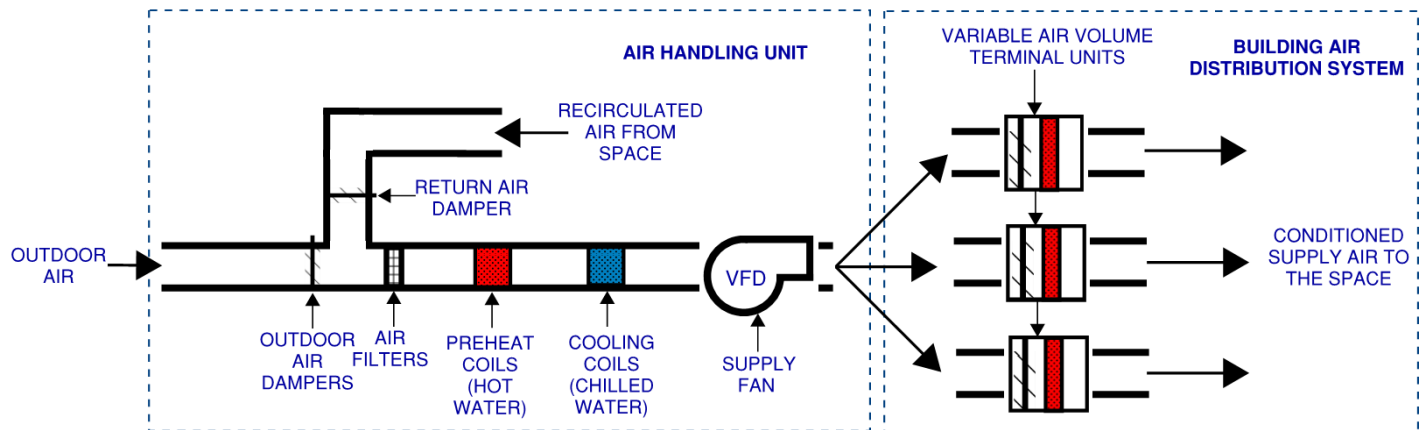 AIR HANDLING UNIT
VARIABLE AIR VOLUME
TERMINAL UNITS
BUILDING AIR
DISTRIBUTION SYSTEM
RECIRCULATED
AIR FROM
SPACE
RETURN AIR
DAMPER
OUTDOOR
AIR
VFD
CONDITIONED
SUPPLY AIR TO
THE SPACE
OUTDOOR
AIR
DAMPERS
AIR
FILTERS
PREHEAT
COILS
(HOT
WATER)
COOLING
COILS
(CHILLED
WATER)
SUPPLY
FAN